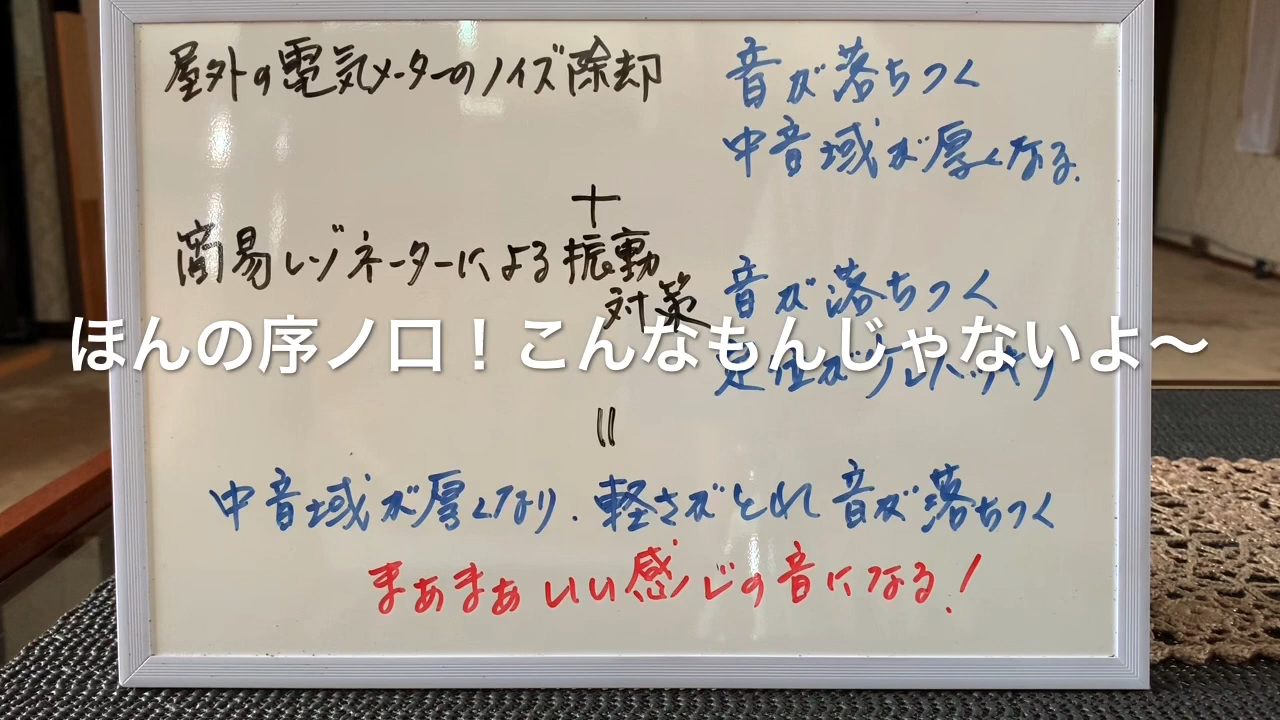 屋外の電気メーターのノイズ除却
音が落ちつく
中音域が厚くなる.
＋
簡易レゾネーターによる振動
対策
音が落ちつく
ほんの序ノ口！こんなもんじゃないよ〜
定位が
＝
中音域が厚くなり. 軽さがとれ音が落ちつく
まあまあいい感じの音になる！